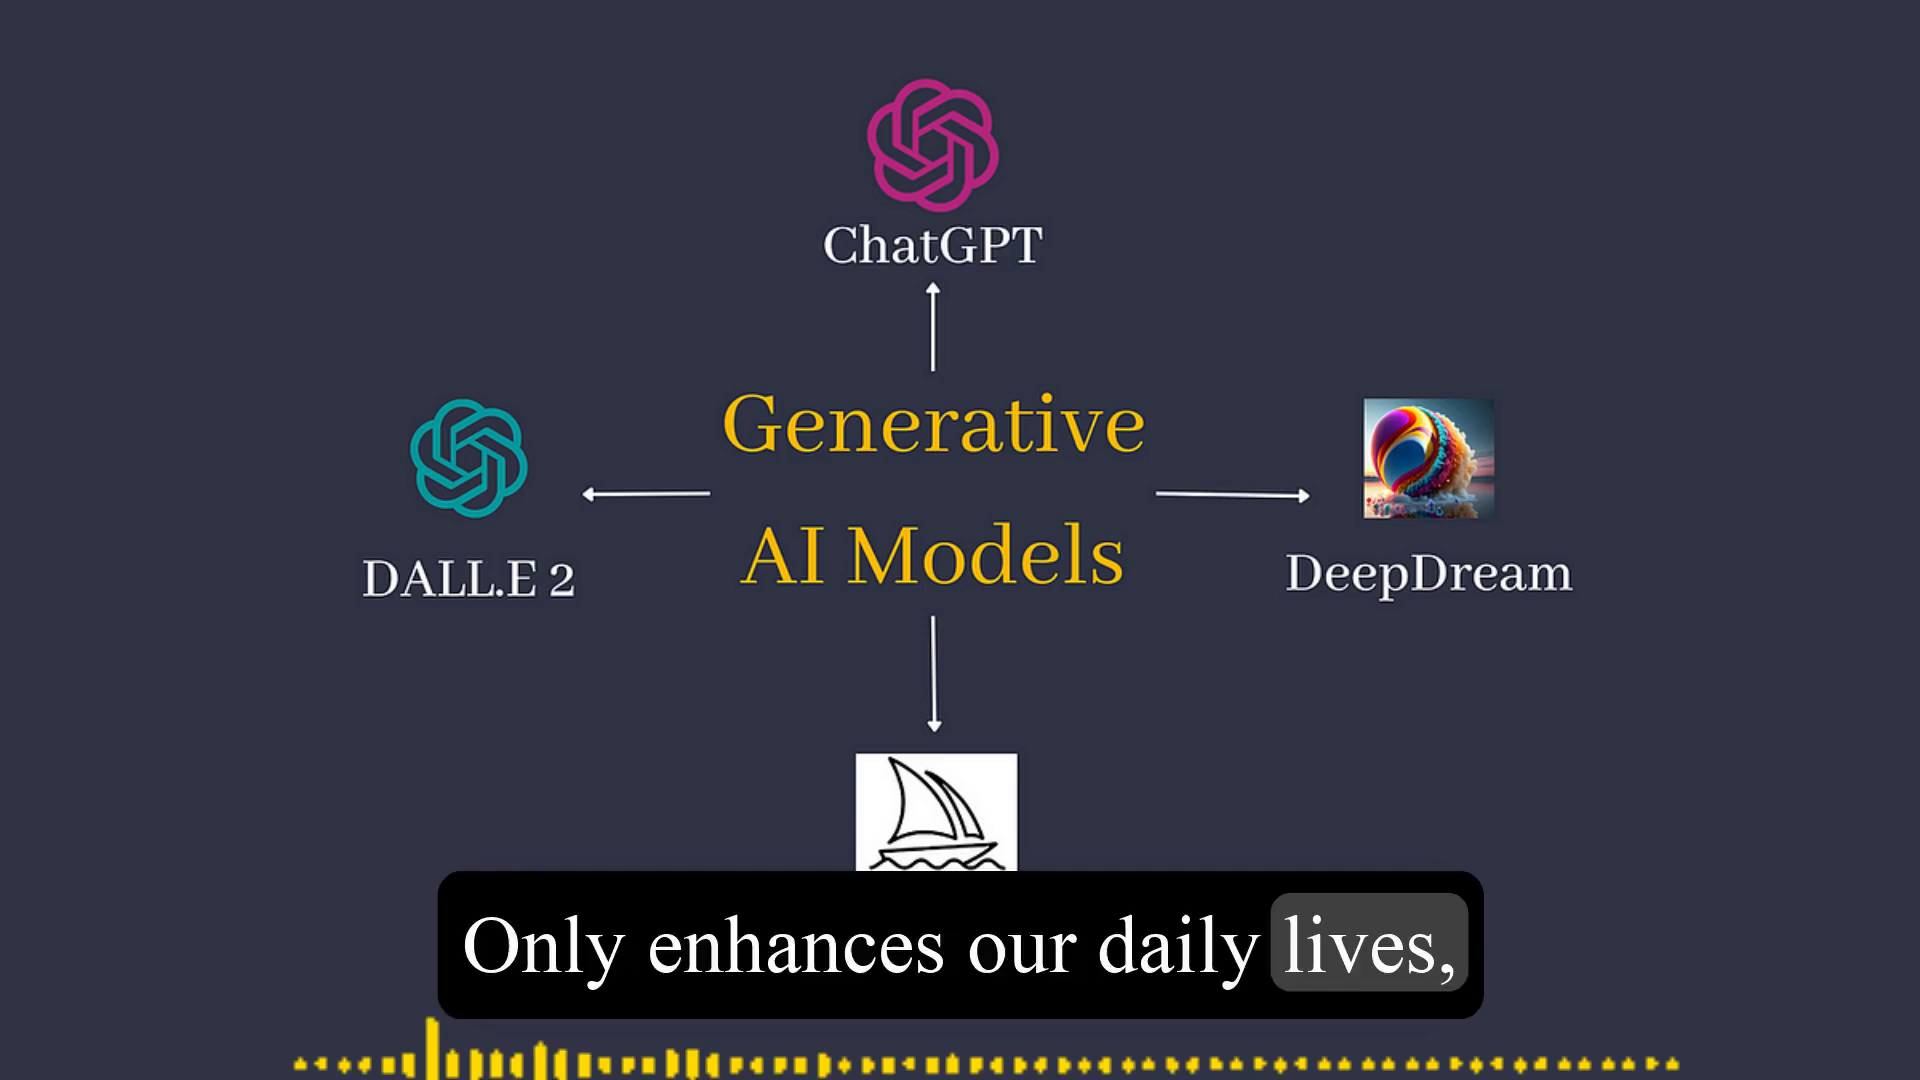 ChatGPT
Generative
AI Models
DALL.E 2
DeepDream
Only enhances our daily lives,